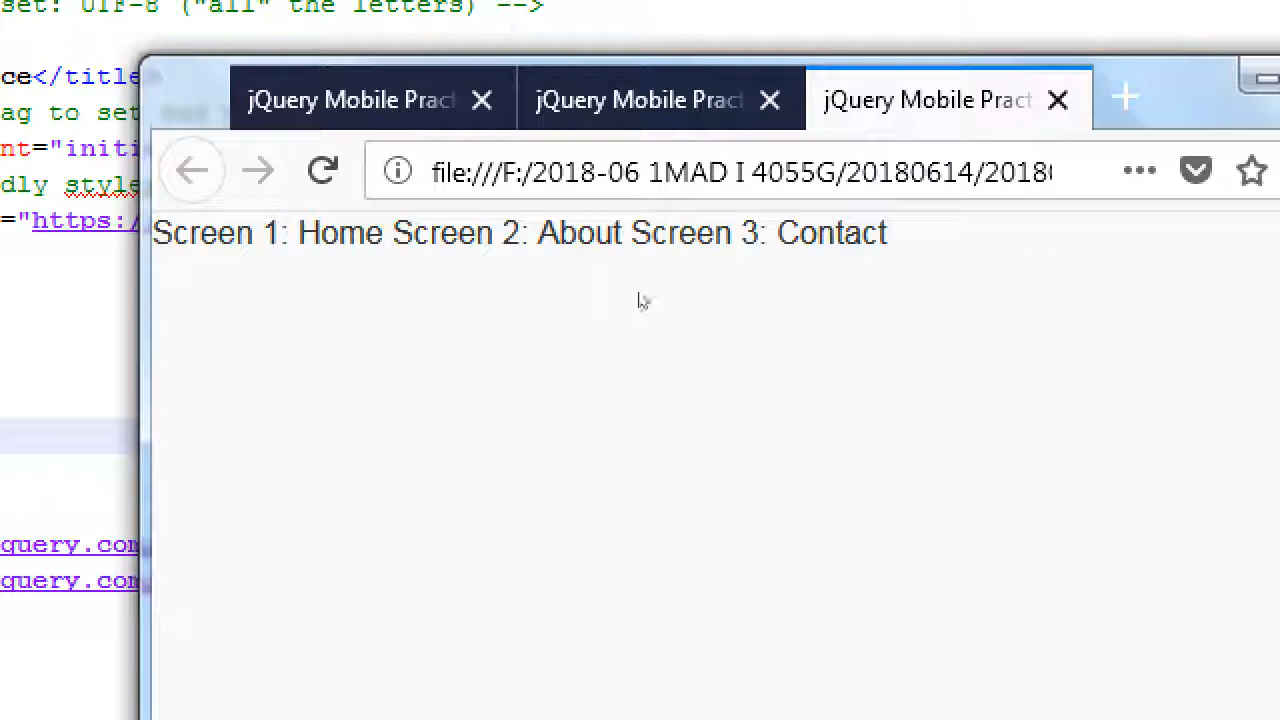 set: UTF-8 ("all" the letters) -->
ce</title
ag to set
nt="initi
dly style
="https:/
jQuery Mobile Pract
jQuery Mobile Pract
jQuery Mobile Pract
file:///F:/2018-06 1MAD I 4055G/20180614/2018
Screen 1: Home Screen 2: About Screen 3: Contact
query.com
query.com